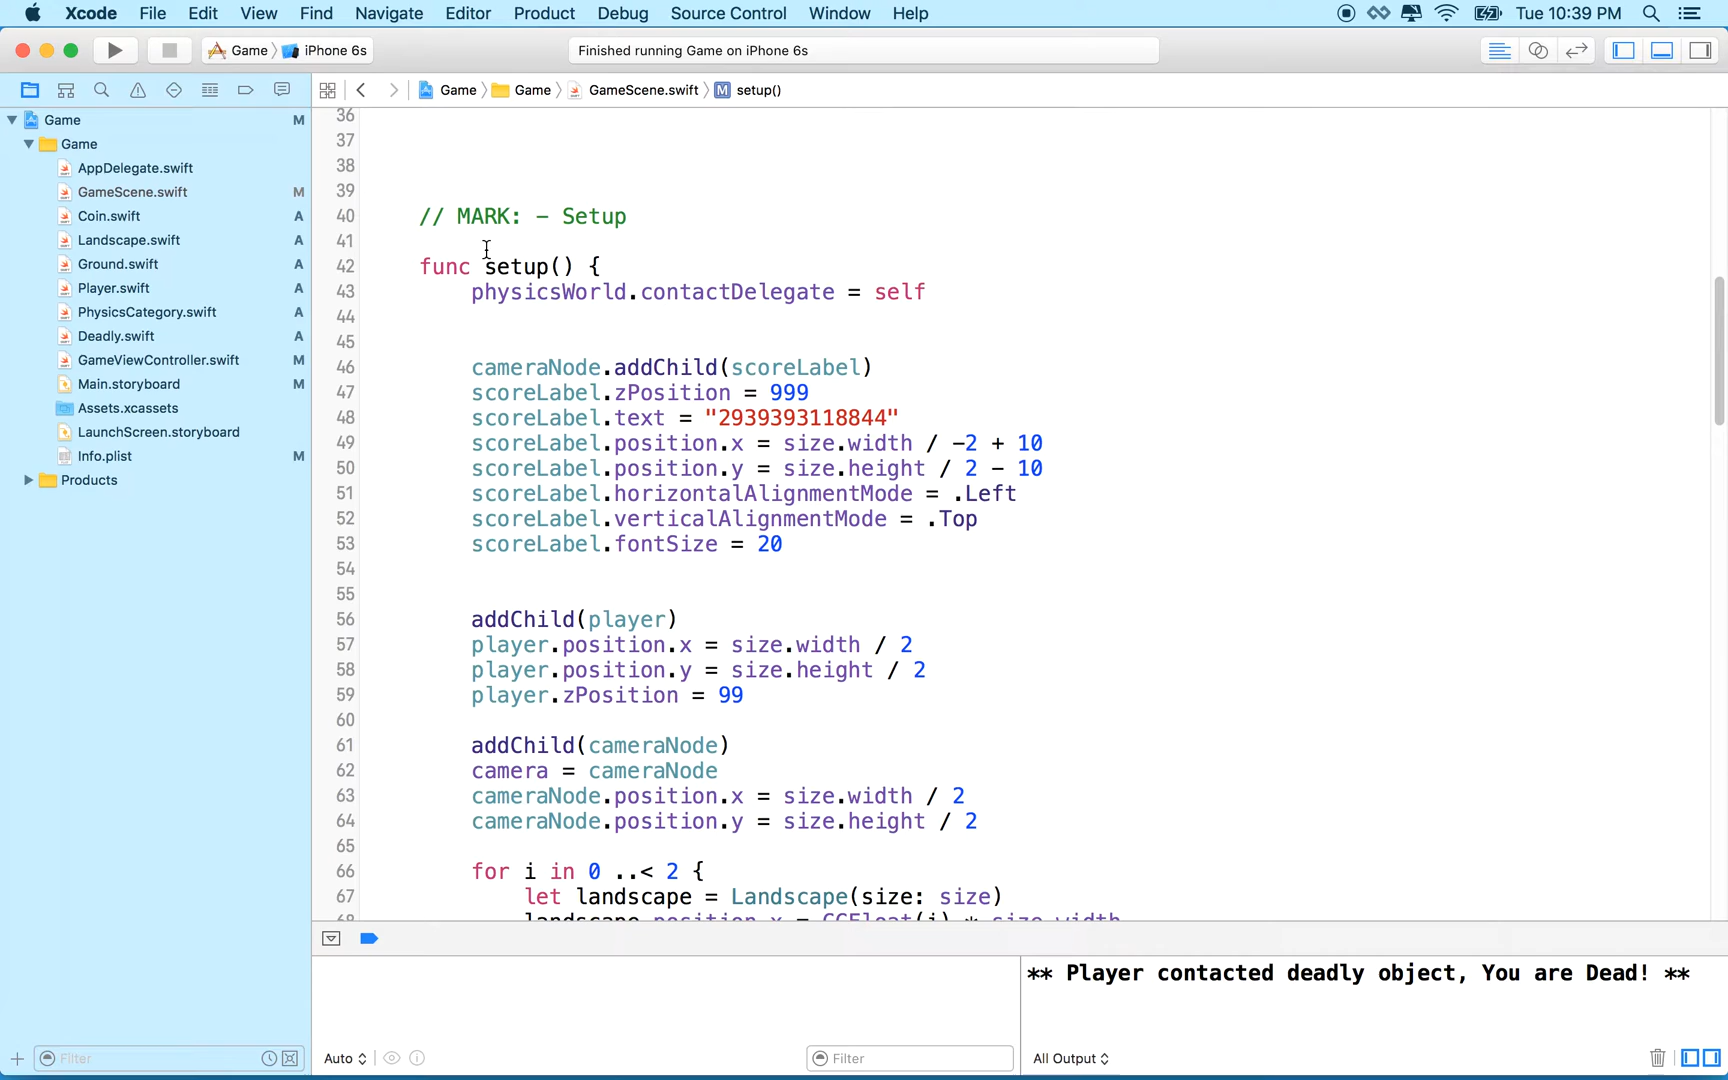 Xcode File Edit View Find Navigate Editor Product Debug Source Control Window Help Tue 10:39 PM
Game iPhone 6s Finished running Game on iPhone 6s
Game Game GameScene.swift M setup()
Game M
Game
AppDelegate.swift
GameScene.swift M
Coin.swift A
Landscape.swift A
Ground.swift A
Player.swift A
PhysicsCategory.swift A
Deadly.swift A
GameViewController.swift M
Main.storyboard M
Assets.xcassets
LaunchScreen.storyboard
Info.plist M
Products
36
37
38
39
40 // MARK: - Setup
41
42 func setup() {
43 physicsWorld.contactDelegate = self
44
45
46 cameraNode.addChild(scoreLabel)
47 scoreLabel.zPosition = 999
48 scoreLabel.text = "2939393118844"
49 scoreLabel.position.x = size.width / -2 + 10
50 scoreLabel.position.y = size.height / 2 - 10
51 scoreLabel.horizontalAlignmentMode = .Left
52 scoreLabel.verticalAlignmentMode = .Top
53 scoreLabel.fontSize = 20
54
55
56 addChild(player)
57 player.position.x = size.width / 2
58 player.position.y = size.height / 2
59 player.zPosition = 99
60
61 addChild(cameraNode)
62 camera = cameraNode
63 cameraNode.position.x = size.width / 2
64 cameraNode.position.y = size.height / 2
65
66 for i in 0 ..< 2 {
67 let landscape = Landscape(size: size)
68 landscape.position.x = CGFloat(i) * size.width
** Player contacted deadly object, You are Dead! **
Filter Auto Filter All Output